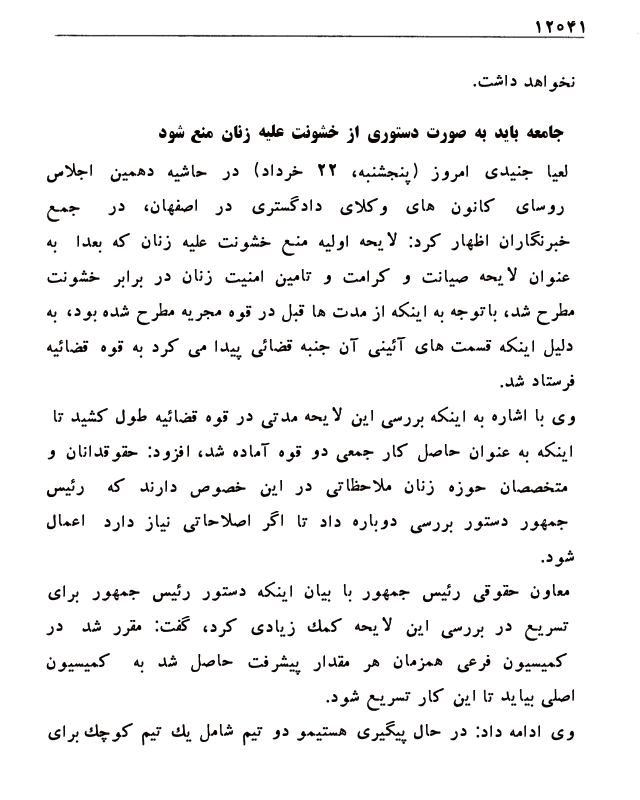 ۱۲۰۴۱
نخواهد داشت.
جامعه باید به صورت دستوری از خشونت علیه زنان منع شود
لعیا جنیدی امروز (پنجشنبه، ۲۲ خرداد) در حاشیه دهمین اجلاس
روسای کانون های وکلای دادگستری در اصفهان، در جمع
خبرنگاران اظهار کرد: لایحه اولیه منع خشونت علیه زنان که بعدا به
عنوان لایحه صیانت و کرامت و تامین امنیت زنان در برابر خشونت
مطرح شد، باتوجه به اینکه از مدت ها قبل در قوه مجریه مطرح شده بود، به
دلیل اینکه قسمت های آئینی آن جنبه قضائی پیدا می کرد به قوه قضائیه
فرستاد شد.
وی با اشاره به اینکه بررسی این لایحه مدتی در قوه قضائیه طول کشید تا
اینکه به عنوان حاصل کار جمعی دو قوه آماده شد، افزود: حقوقدانان و
متخصصان حوزه زنان ملاحظاتی در این خصوص دارند که رئیس
جمهور دستور بررسی دوباره داد تا اگر اصلاحاتی نیاز دارد اعمال
شود.
معاون حقوقی رئیس جمهور با بیان اینکه دستور رئیس جمهور برای
تسریع در بررسی این لایحه کمك زیادی کرد، گفت: مقرر شد در
کمیسیون فرعی همزمان هر مقدار پیشرفت حاصل شد به کمیسیون
اصلی بیاید تا این کار تسریع شود.
وی ادامه داد: در حال پیگیری هستیمو دو تیم شامل یك تیم کوچك برای